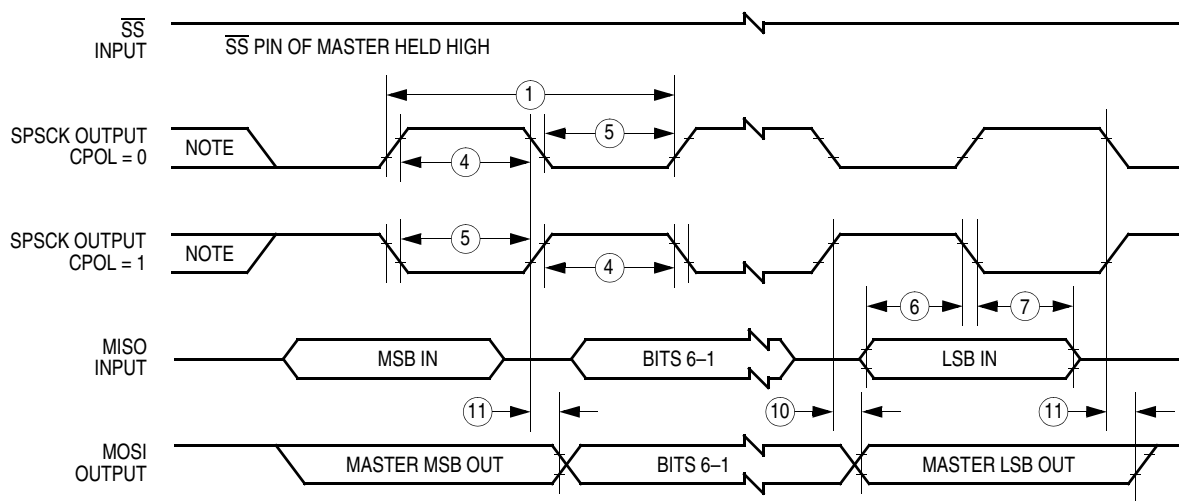 SS
INPUT
SS PIN OF MASTER HELD HIGH
1
SPSCK OUTPUT
CPOL = 0
NOTE
5
4
SPSCK OUTPUT
CPOL = 1
NOTE
5
4
6
7
MISO
INPUT
MSB IN
BITS 6–1
LSB IN
11
10
11
MOSI
OUTPUT
MASTER MSB OUT
BITS 6–1
MASTER LSB OUT